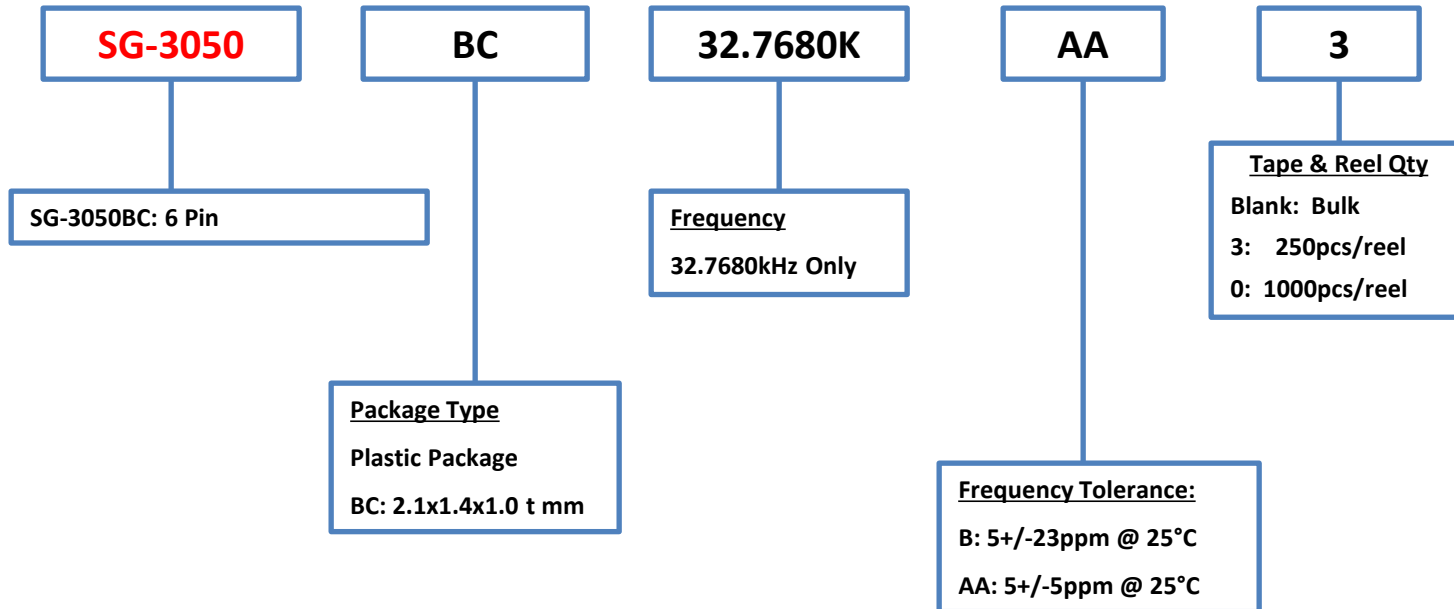 SG-3050
BC
32.7680K
AA
3
SG-3050BC: 6 Pin
Frequency
32.7680kHz Only
Tape & Reel Qty
Blank: Bulk
3: 250pcs/reel
0: 1000pcs/reel
Package Type
Plastic Package
BC: 2.1x1.4x1.0 t mm
Frequency Tolerance:
B: 5+/-23ppm @ 25°C
AA: 5+/-5ppm @ 25°C